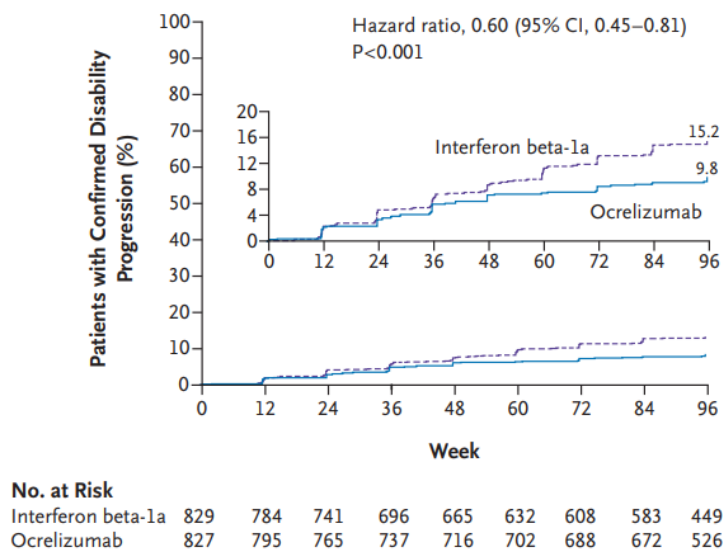 Hazard ratio, 0.60 (95% CI, 0.45–0.81)
P<0.001
Patients with Confirmed Disability
Progression (%)
100
90
80
70
60
50
40
30
20
10
0
20
16
12
8
4
0
Interferon beta-1a
15.2
9.8
Ocrelizumab
0 12 24 36 48 60 72 84 96
0 12 24 36 48 60 72 84 96
Week
No. at Risk
Interferon beta-1a 829 784 741 696 665 632 608 583 449
Ocrelizumab 827 795 765 737 716 702 688 672 526